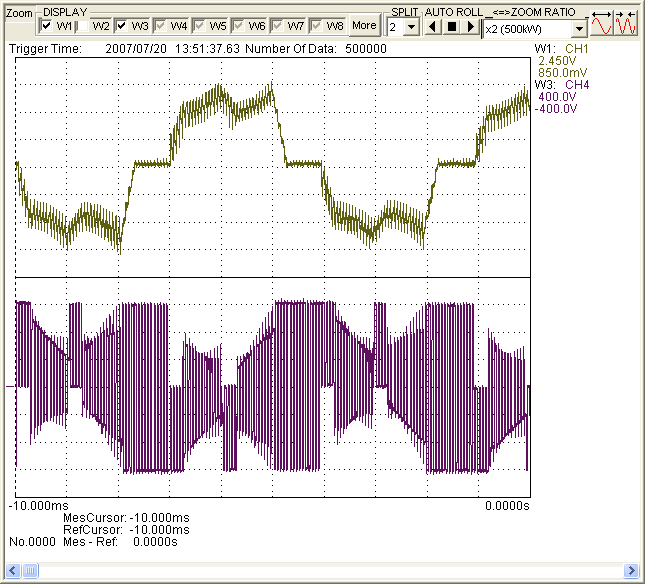 Zoom DISPLAY SPLIT AUTO ROLL <=>ZOOM RATIO
W1 W2 W3 W4 W5 W6 W7 W8 More 2 x2 (500kW)
Trigger Time: 2007/07/20 13:51:37.63 Number Of Data: 500000
W1: CH1
2.450V
850.0mV
W3: CH4
400.0V
-400.0V
-10.000ms 0.0000s
MesCursor: -10.000ms
RefCursor: -10.000ms
No.0000 Mes - Ref: 0.0000s